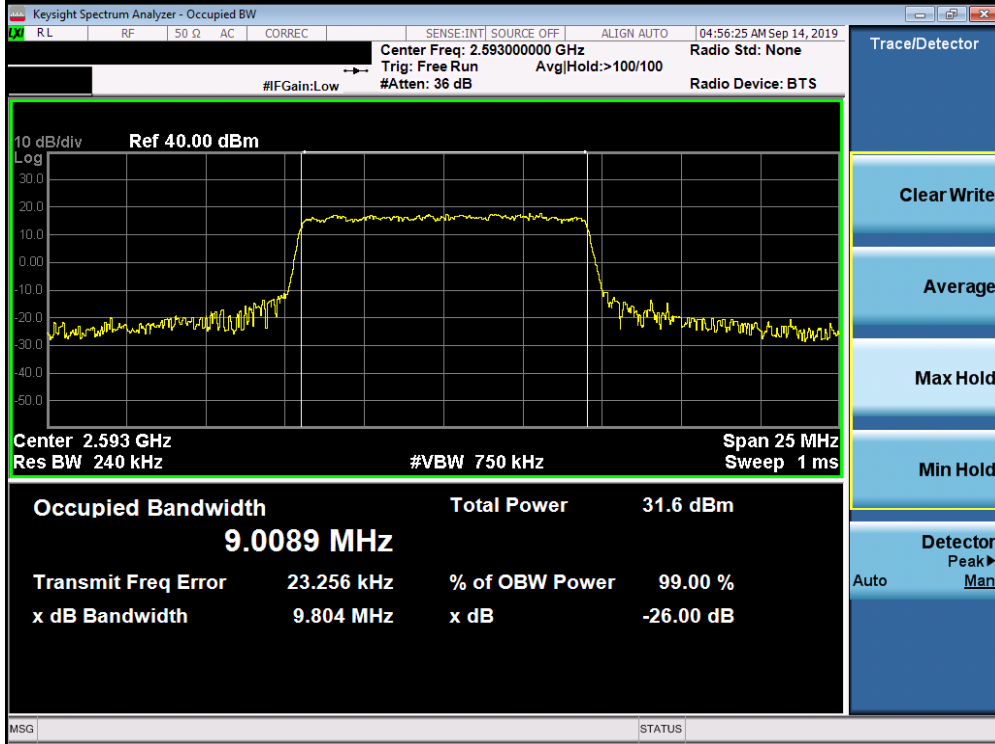 Keysight Spectrum Analyzer - Occupied BW
LXI RL RF 50 Ω AC CORREC SENSE:INT SOURCE OFF ALIGN AUTO 04:56:25 AM Sep 14, 2019
Center Freq: 2.593000000 GHz Radio Std: None
Trig: Free Run Avg|Hold:>100/100
#IFGain:Low #Atten: 36 dB Radio Device: BTS
10 dB/div Ref 40.00 dBm
Log
30.0
20.0
10.0
0.00
-10.0
-20.0
-30.0
-40.0
-50.0
Center 2.593 GHz Span 25 MHz
Res BW 240 kHz #VBW 750 kHz Sweep 1 ms
Occupied Bandwidth Total Power 31.6 dBm
9.0089 MHz
Transmit Freq Error 23.256 kHz % of OBW Power 99.00 %
x dB Bandwidth 9.804 MHz x dB -26.00 dB
MSG STATUS
Trace/Detector
Clear Write
Average
Max Hold
Min Hold
Detector
Peak▶
Auto Man